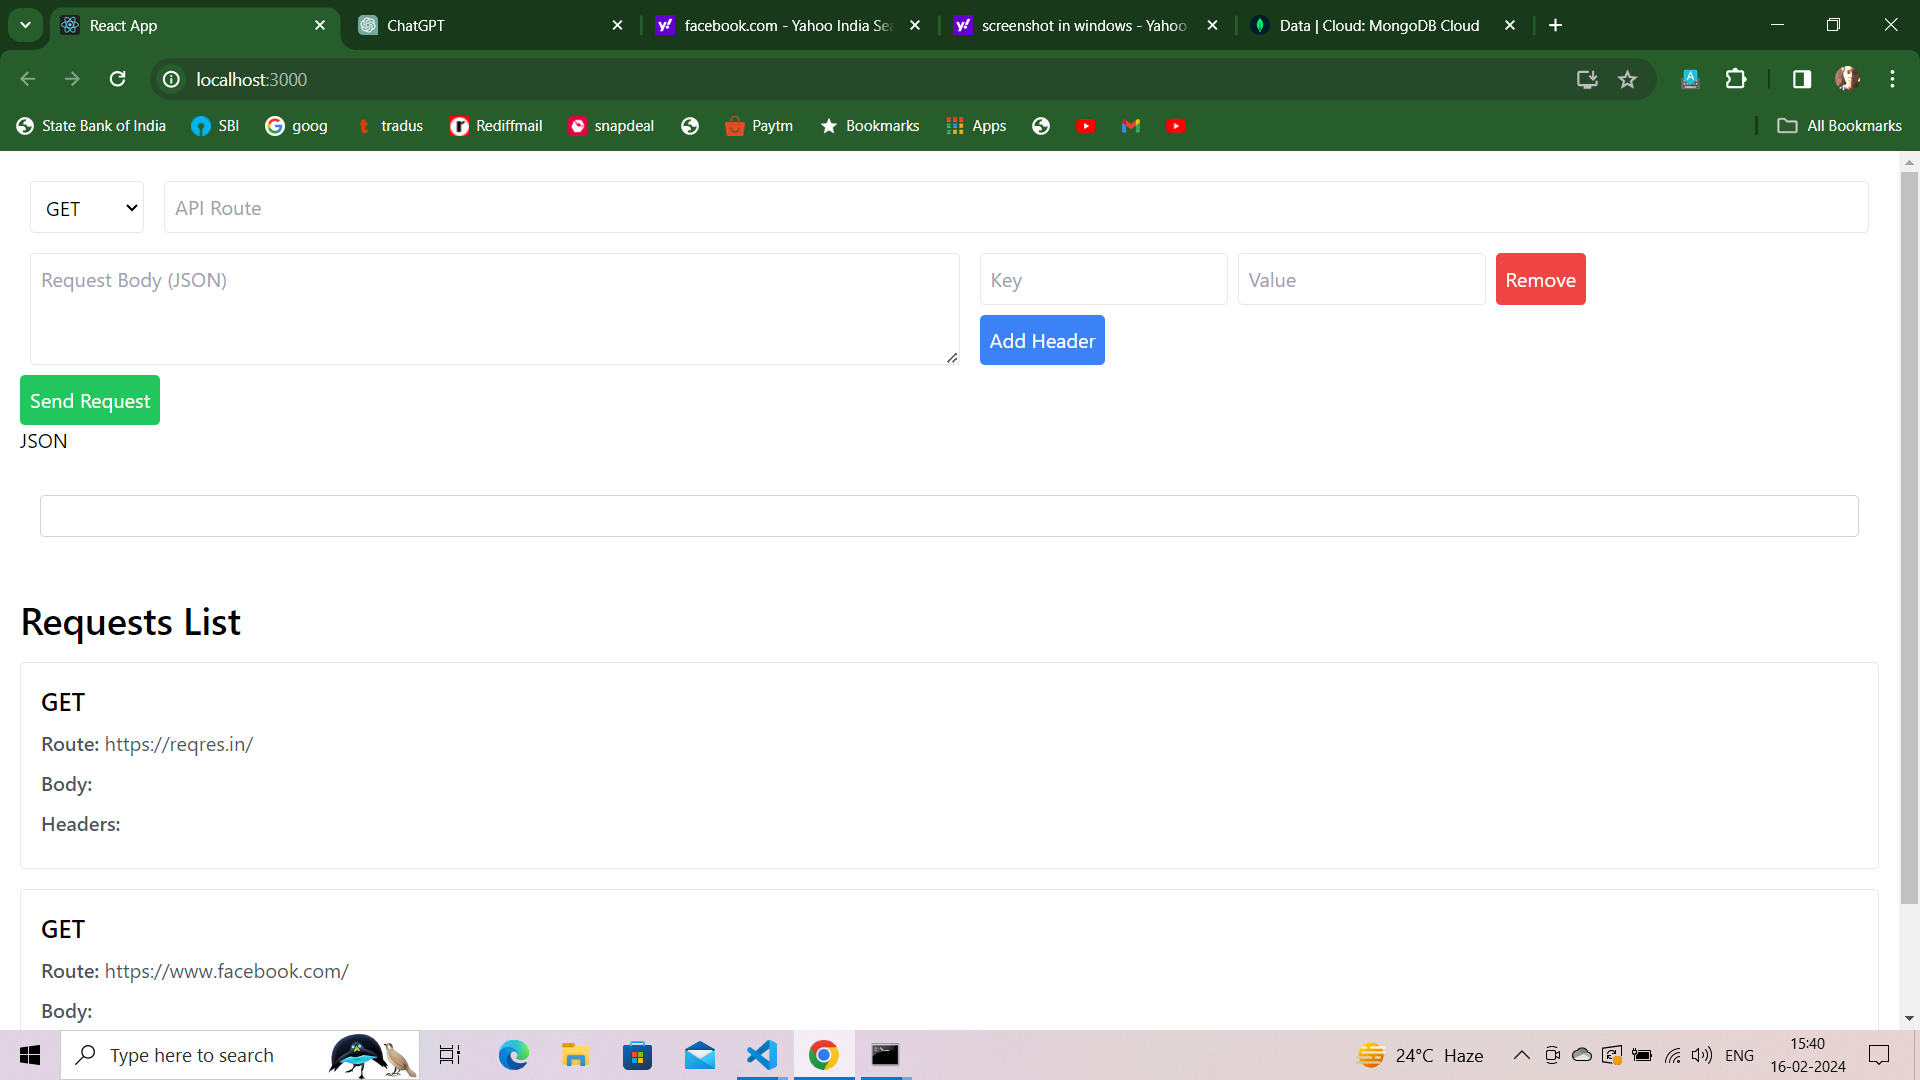 React App
ChatGPT
facebook.com - Yahoo India Sea
screenshot in windows - Yahoo
Data | Cloud: MongoDB Cloud
localhost:3000
State Bank of India
SBI
goog
tradus
Rediffmail
snapdeal
Paytm
Bookmarks
Apps
All Bookmarks
GET
API Route
Request Body (JSON)
Key
Value
Remove
Add Header
Send Request
JSON
Requests List
GET
Route: https://reqres.in/
Body:
Headers:
GET
Route: https://www.facebook.com/
Body:
Type here to search
24°C Haze
ENG
15:40
16-02-2024